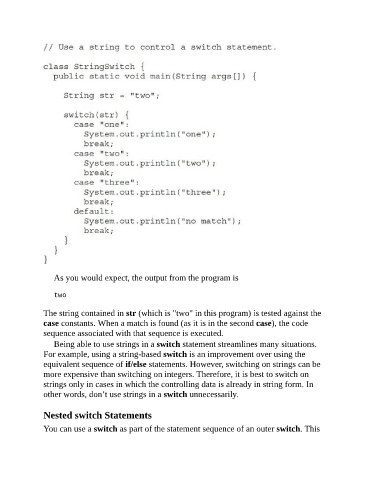 // Use a string to control a switch statement.
class StringSwitch {
public static void main(String args[]) {
String str = "two";
switch(str) {
case "one":
System.out.println("one");
break;
case "two":
System.out.println("two");
break;
case "three":
System.out.println("three");
break;
default:
System.out.println("no match");
break;
}
}
}
As you would expect, the output from the program is
two
The string contained in str (which is "two" in this program) is tested against the
case constants. When a match is found (as it is in the second case), the code
sequence associated with that sequence is executed.
Being able to use strings in a switch statement streamlines many situations.
For example, using a string-based switch is an improvement over using the
equivalent sequence of if/else statements. However, switching on strings can be
more expensive than switching on integers. Therefore, it is best to switch on
strings only in cases in which the controlling data is already in string form. In
other words, don’t use strings in a switch unnecessarily.
Nested switch Statements
You can use a switch as part of the statement sequence of an outer switch. This